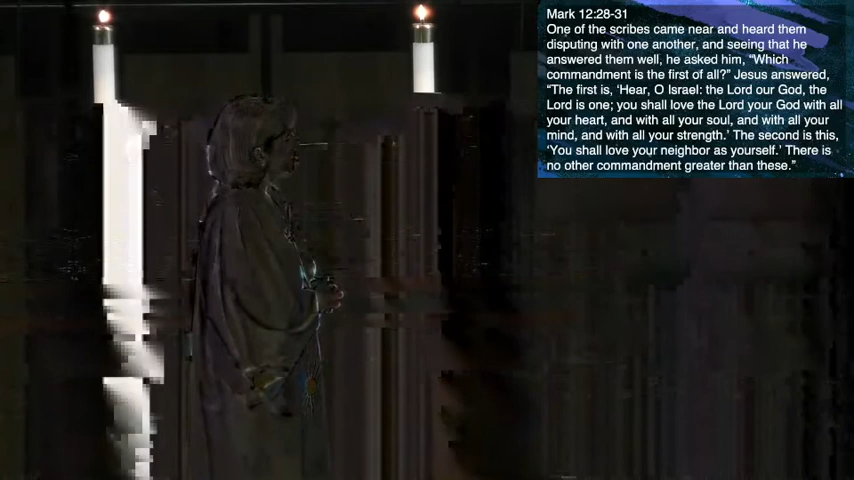 Mark 12:28-31
One of the scribes came near and heard them
disputing with one another, and seeing that he
answered them well, he asked him, “Which
commandment is the first of all?” Jesus answered,
“The first is, ‘Hear, O Israel: the Lord our God, the
Lord is one; you shall love the Lord your God with all
your heart, and with all your soul, and with all your
mind, and with all your strength.’ The second is this,
‘You shall love your neighbor as yourself.’ There is
no other commandment greater than these.”